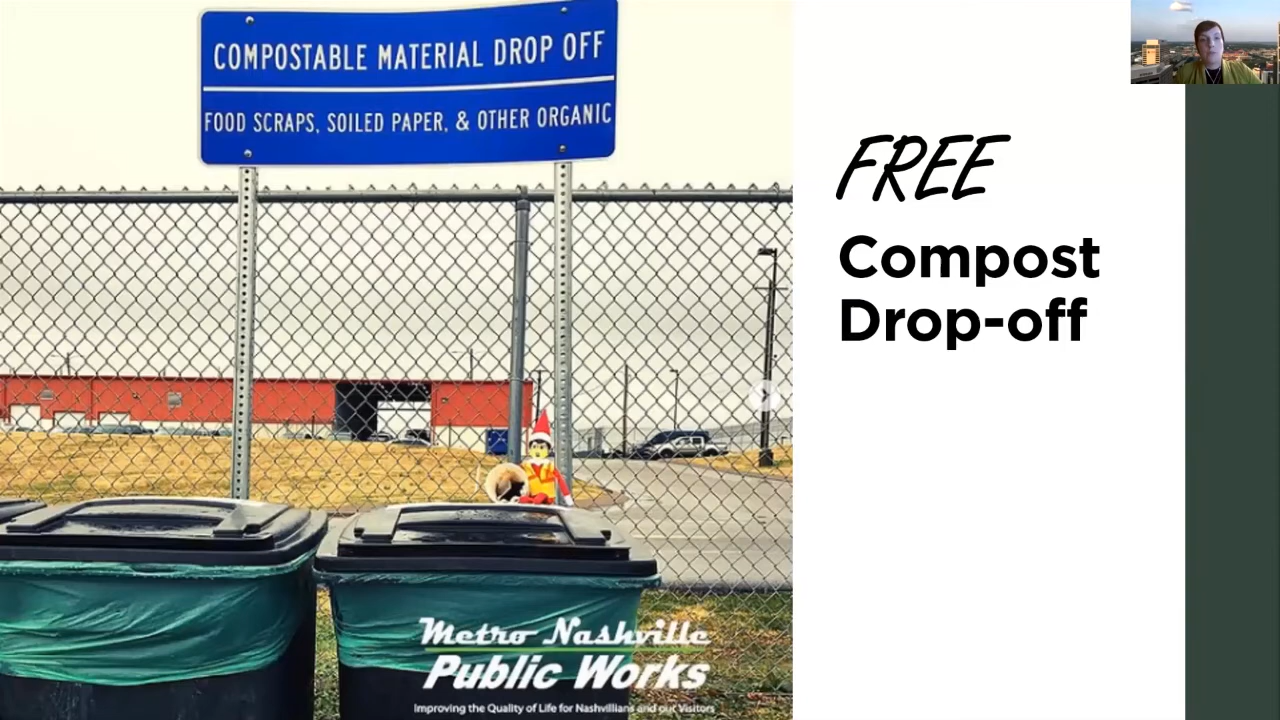 COMPOSTABLE MATERIAL DROP OFF
FOOD SCRAPS, SOILED PAPER, & OTHER ORGANIC
FREE
Compost
Drop-off
Metro Nashville
Public Works
Improving the Quality of Life for Nashvillians and our Visitors